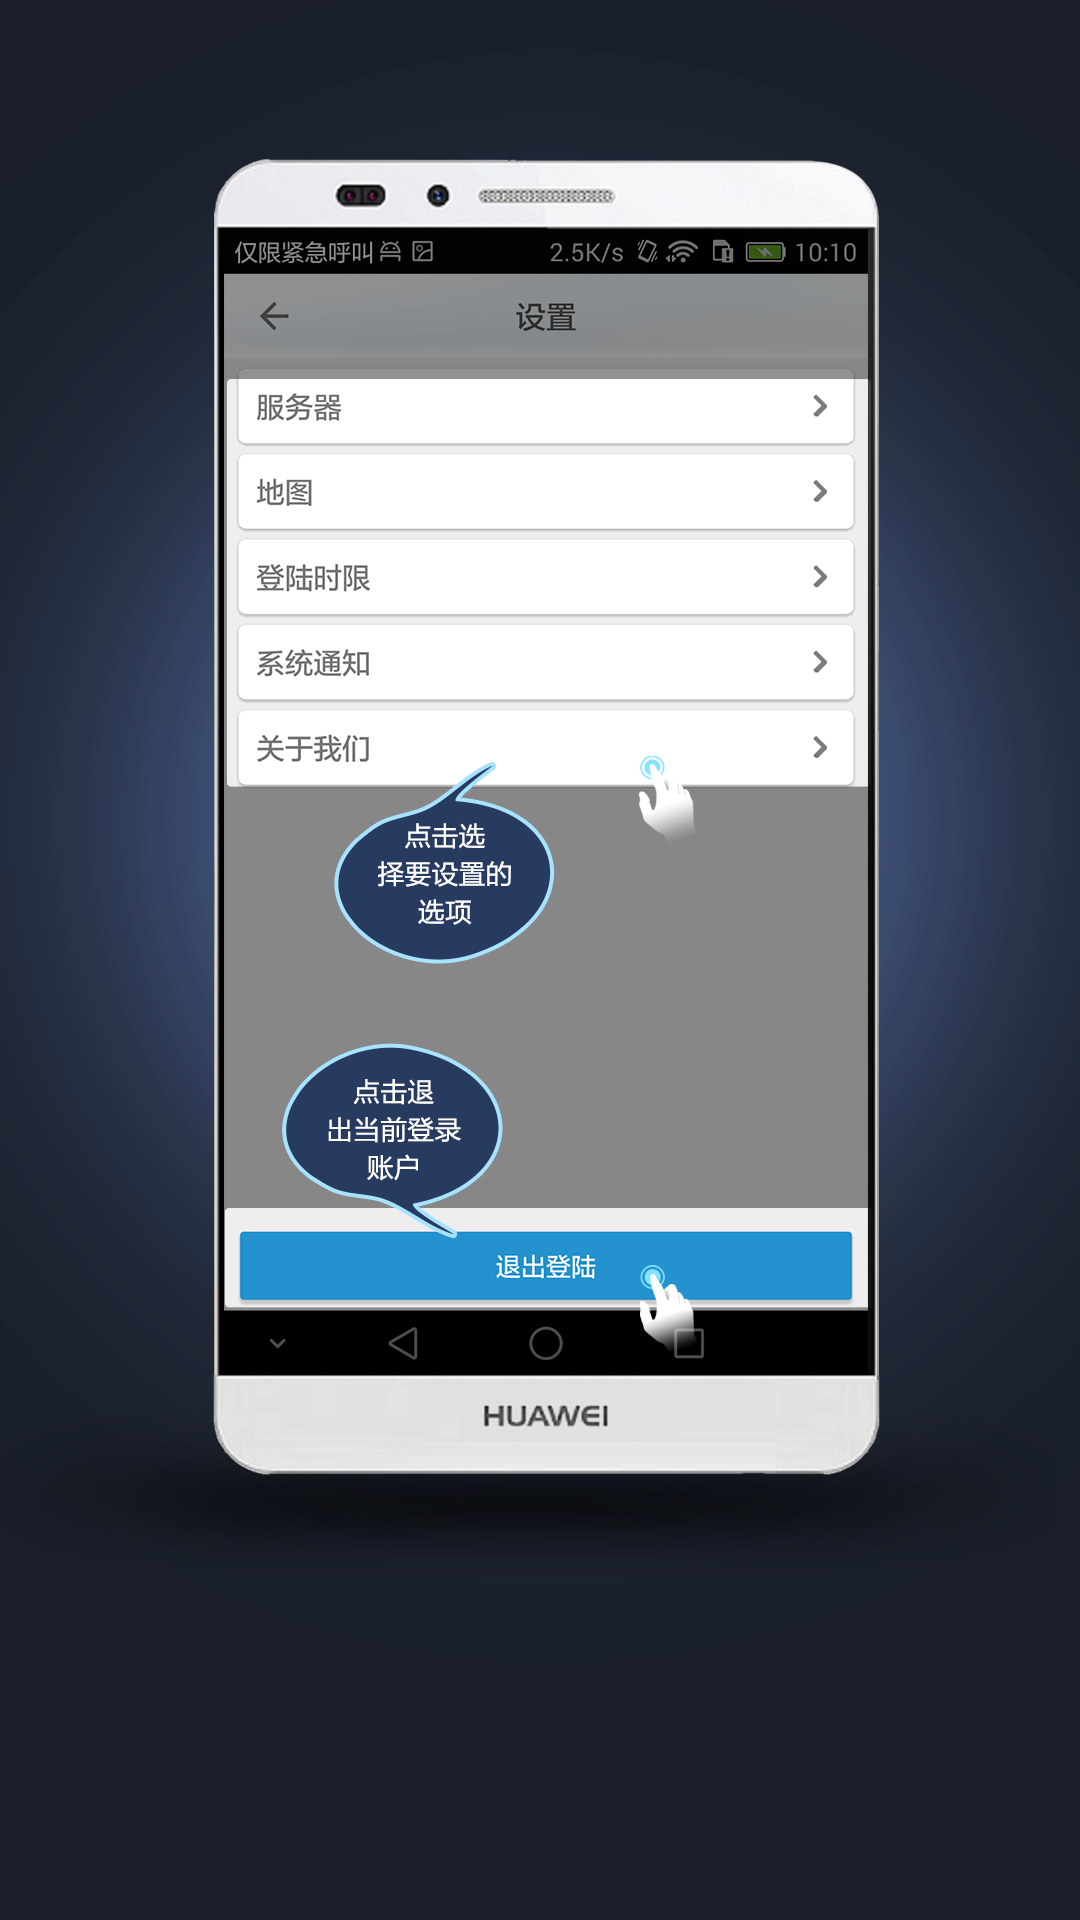 仅限紧急呼叫 2.5K/s 10:10
设置
服务器
地图
登陆时限
系统通知
关于我们
点击选
择要设置的
选项
点击退
出当前登录
账户
退出登陆
HUAWEI